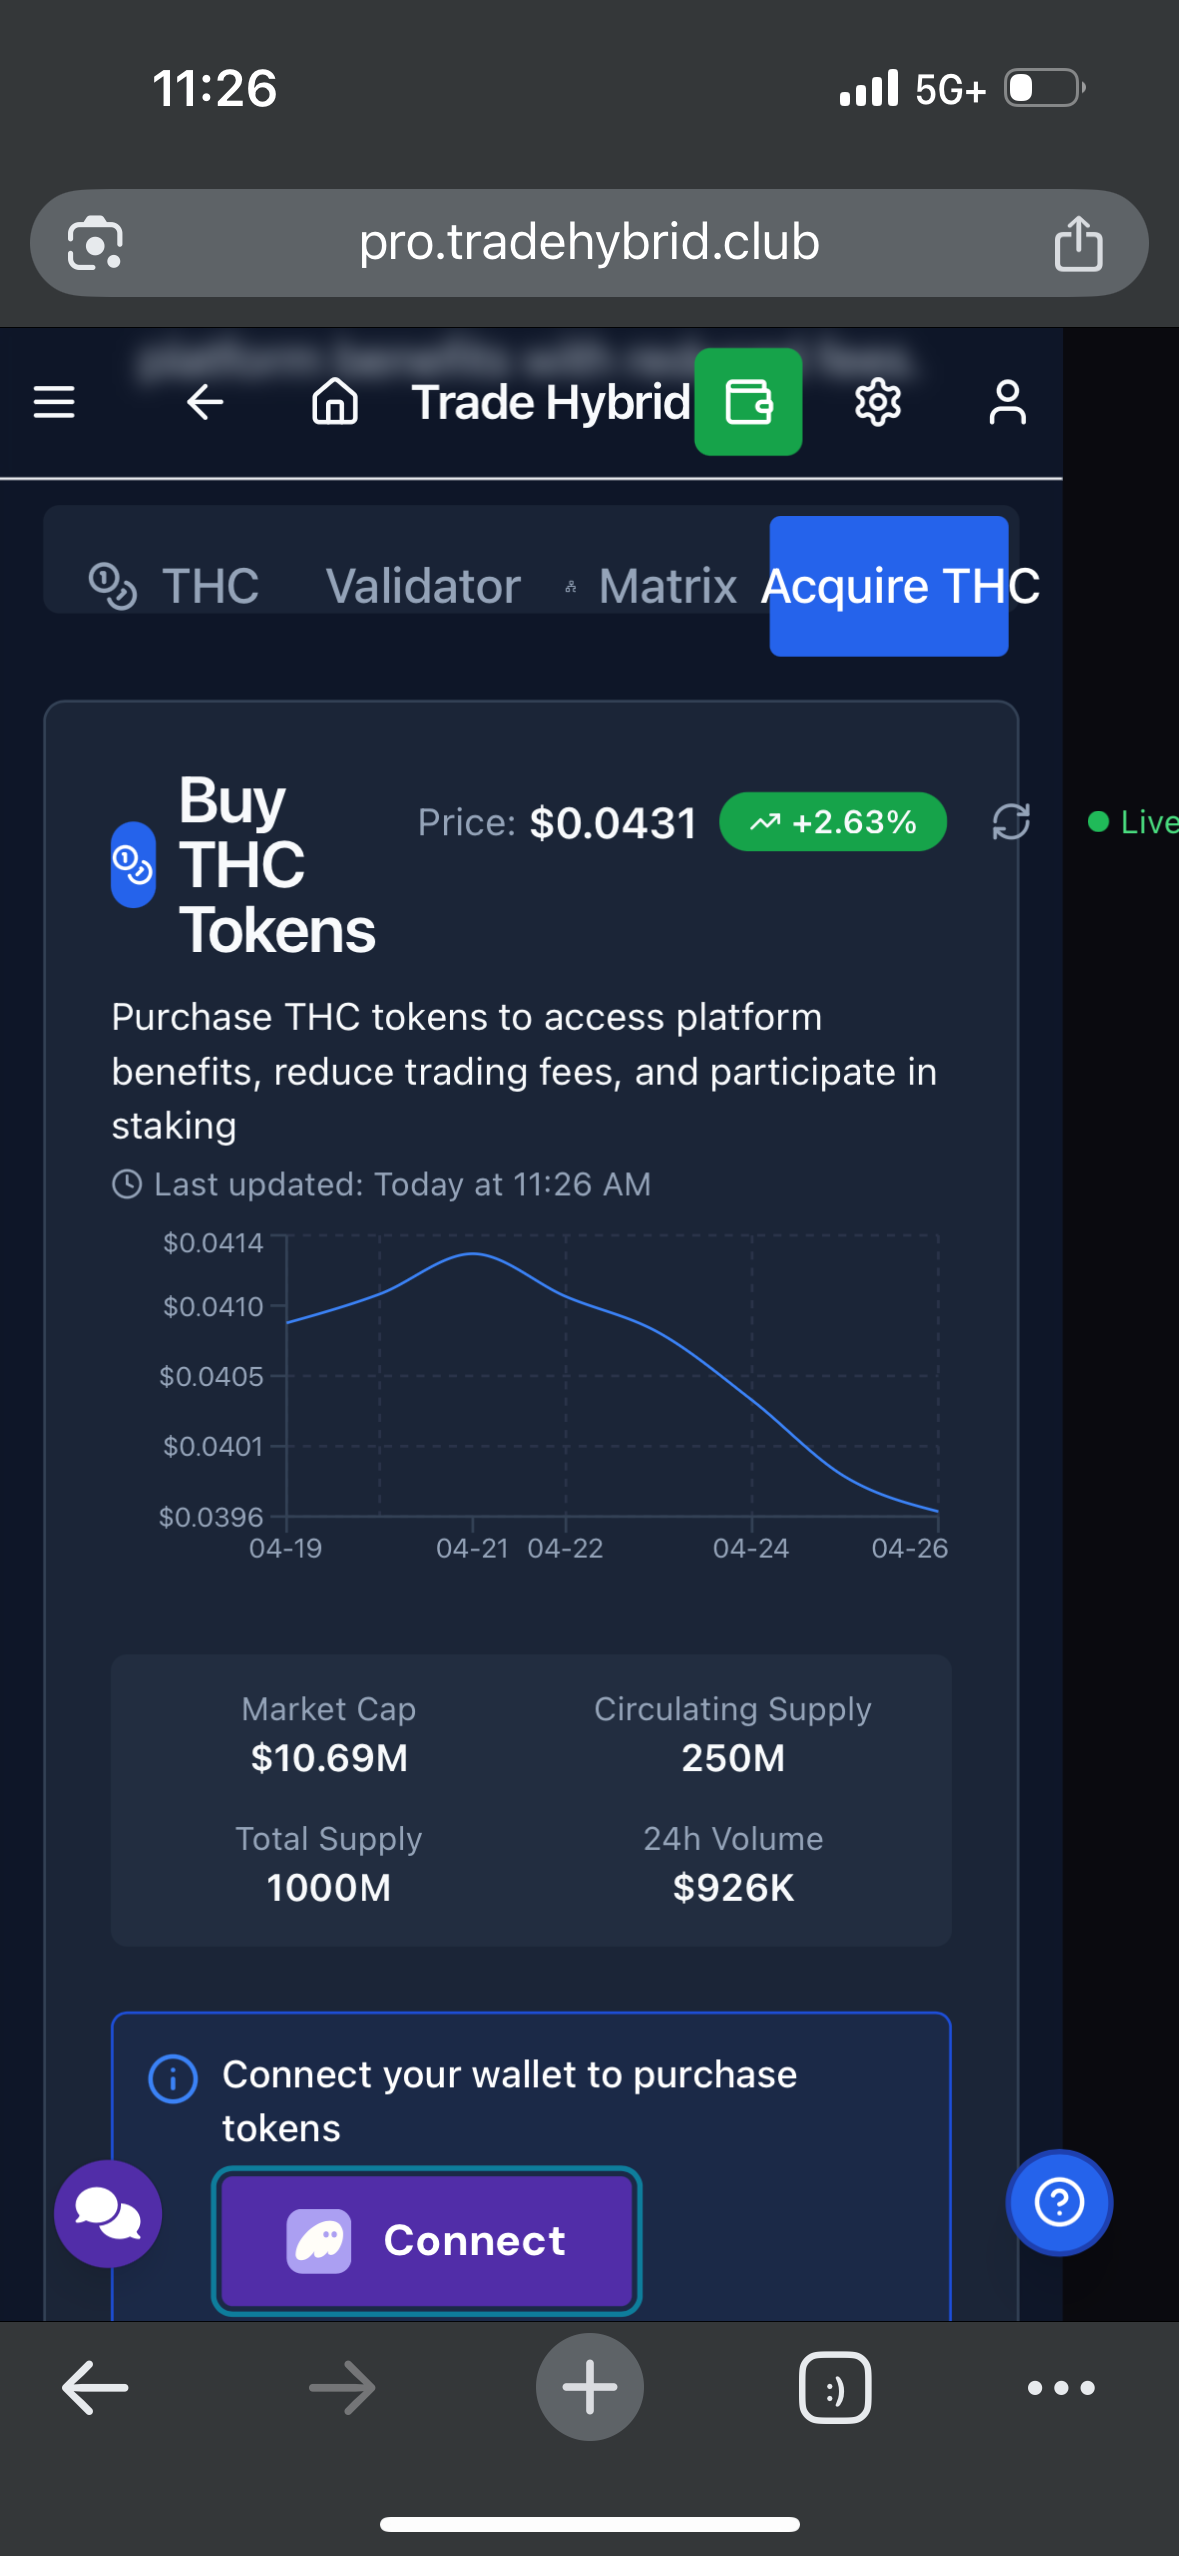 11:26
5G+
pro.tradehybrid.club
Trade Hybrid
THC Validator Matrix Acquire THC
Buy
THC
Tokens
Price: $0.0431 +2.63% Live
Purchase THC tokens to access platform
benefits, reduce trading fees, and participate in
staking
Last updated: Today at 11:26 AM
$0.0414
$0.0410
$0.0405
$0.0401
$0.0396
04-19 04-21 04-22 04-24 04-26
Market Cap Circulating Supply
$10.69M 250M
Total Supply 24h Volume
1000M $926K
Connect your wallet to purchase
tokens
Connect
:)